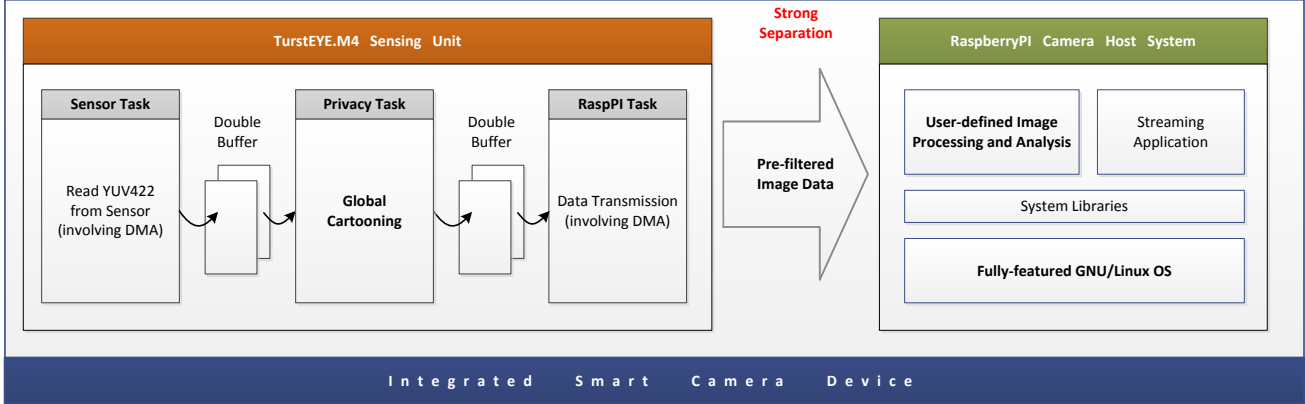 TurstEYE.M4 Sensing Unit
Strong
Separation
RaspberryPI Camera Host System
Sensor Task
Double
Buffer
Privacy Task
Double
Buffer
RaspPI Task
Read YUV422
from Sensor
(involving DMA)
Global
Cartooning
Data Transmission
(involving DMA)
Pre-filtered
Image Data
User-defined Image
Processing and Analysis
Streaming
Application
System Libraries
Fully-featured GNU/Linux OS
Integrated Smart Camera Device